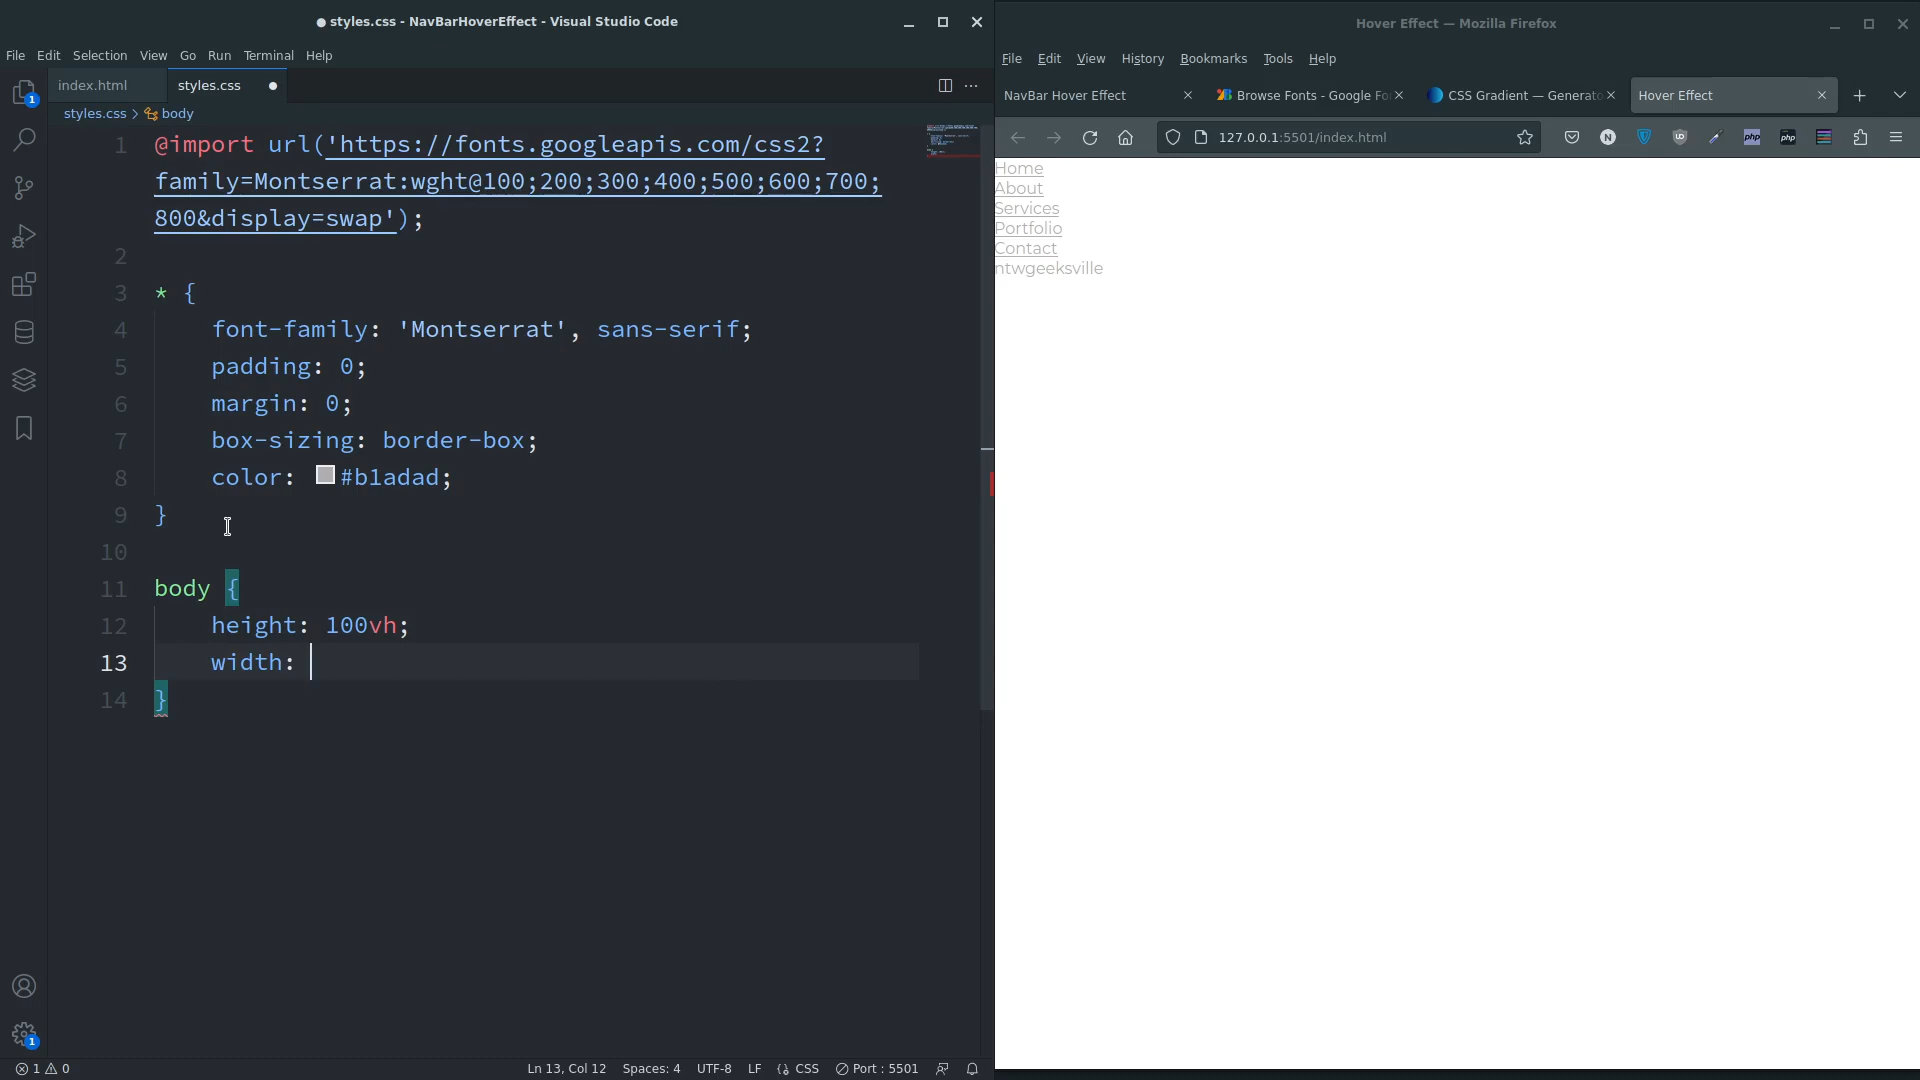 styles.css - NavBarHoverEffect - Visual Studio Code
File Edit Selection View Go Run Terminal Help
index.html
styles.css
styles.css > body
1 @import url('https://fonts.googleapis.com/css2?
family=Montserrat:wght@100;200;300;400;500;600;700;
800&display=swap');
2
3 * {
4 font-family: 'Montserrat', sans-serif;
5 padding: 0;
6 margin: 0;
7 box-sizing: border-box;
8 color: #b1adad;
9 }
10
11 body {
12 height: 100vh;
13 width:
14 }
1
1
1 0
Ln 13, Col 12 Spaces: 4 UTF-8 LF CSS Port : 5501
Hover Effect — Mozilla Firefox
File Edit View History Bookmarks Tools Help
NavBar Hover Effect
Browse Fonts - Google Fo
CSS Gradient — Generato
Hover Effect
127.0.0.1:5501/index.html
N
php
php
Home
About
Services
Portfolio
Contact
ntwgeeksville